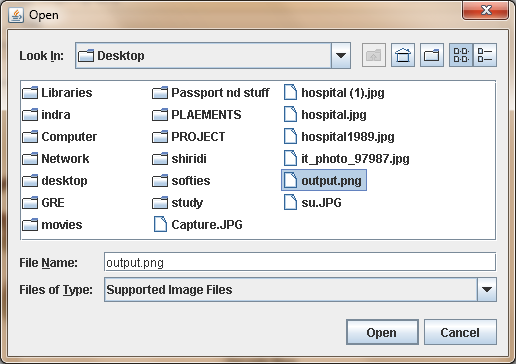 Open
Look In: Desktop
Libraries
indra
Computer
Network
desktop
GRE
movies
Passport nd stuff
PLAEMENTS
PROJECT
shiridi
softies
study
Capture.JPG
hospital (1).jpg
hospital.jpg
hospital1989.jpg
it_photo_97987.jpg
output.png
su.JPG
File Name: output.png
Files of Type: Supported Image Files
Open Cancel